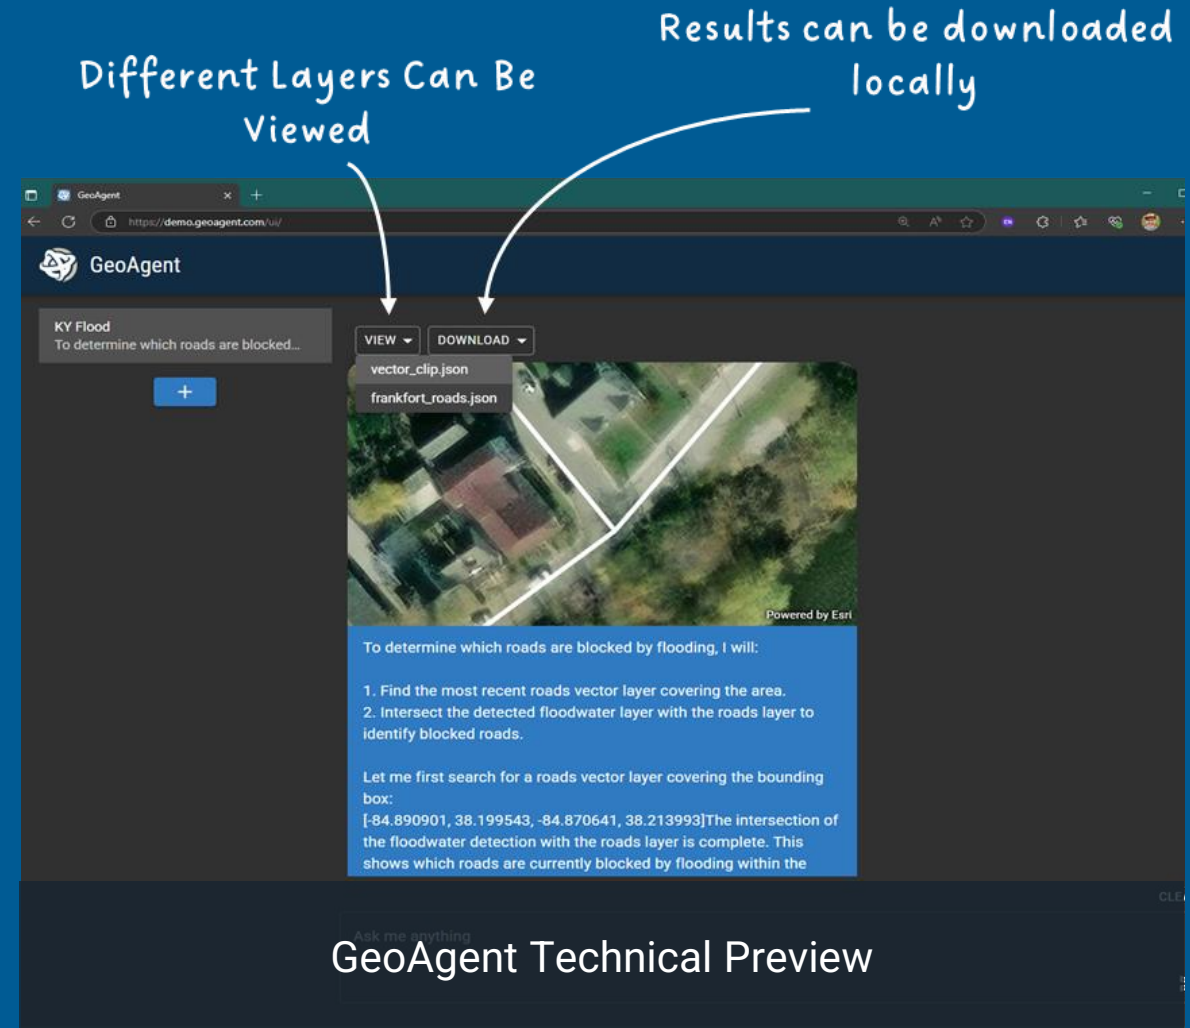 Results can be downloaded
locally
Different Layers Can Be
Viewed
GeoAgent
https://demo.geoagent.com/ui/
GeoAgent
KY Flood
To determine which roads are blocked...
+
VIEW
DOWNLOAD
vector_clip.json
frankfort_roads.json
Powered by Esri
To determine which roads are blocked by flooding, I will:
1. Find the most recent roads vector layer covering the area.
2. Intersect the detected floodwater layer with the roads layer to
identify blocked roads.
Let me first search for a roads vector layer covering the bounding
box:
[-84.890901, 38.199543, -84.870641, 38.213993]The intersection of
the floodwater detection with the roads layer is complete. This
shows which roads are currently blocked by flooding within the
CLEA
Ask me anything
GeoAgent Technical Preview